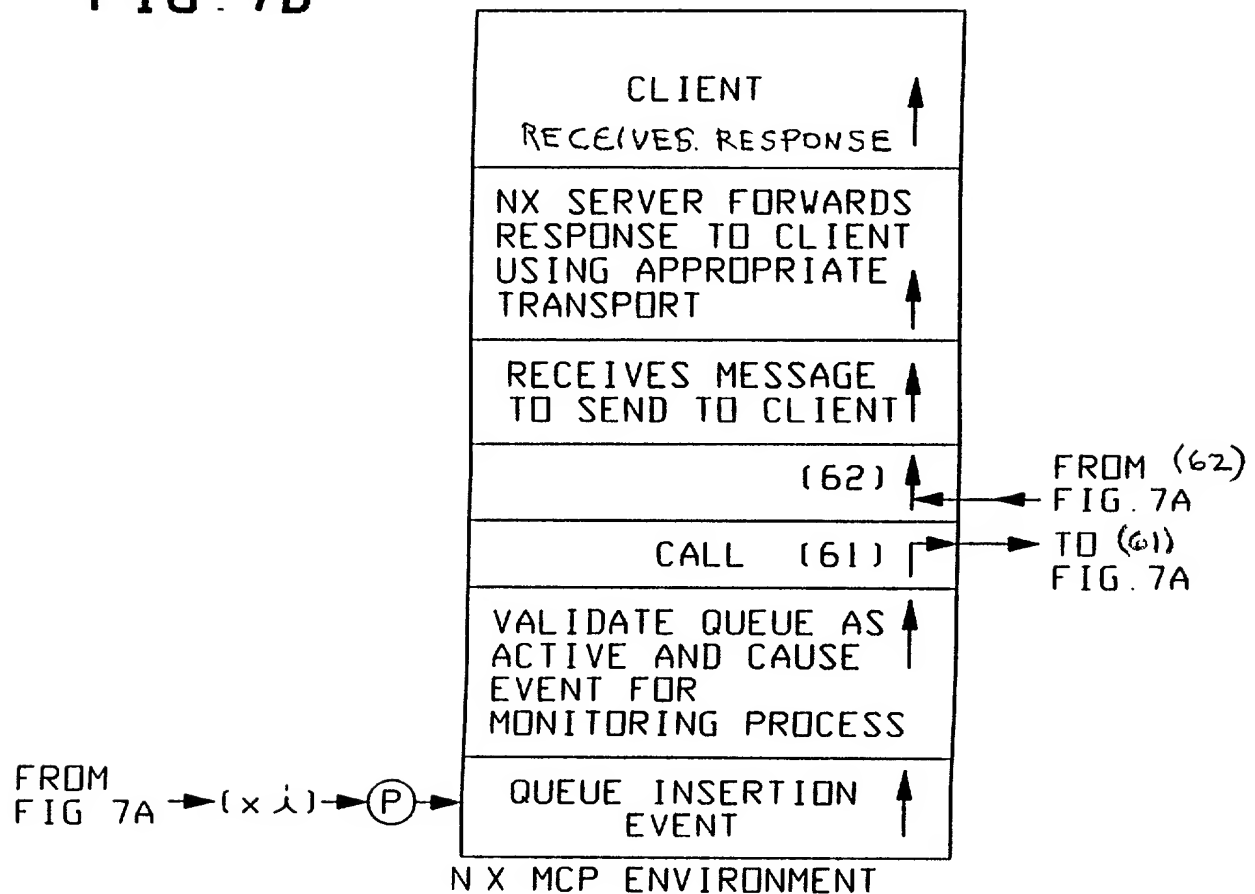 FIG. 7B
CLIENT
RECEIVES. RESPONSE
NX SERVER FORWARDS
RESPONSE TO CLIENT
USING APPROPRIATE
TRANSPORT
RECEIVES MESSAGE
TO SEND TO CLIENT
(62)
FROM (62)
FIG. 7A
CALL (61)
TO (61)
FIG. 7A
VALIDATE QUEUE AS
ACTIVE AND CAUSE
EVENT FOR
MONITORING PROCESS
FROM
FIG 7A
(x i)
P
QUEUE INSERTION
EVENT
NX MCP ENVIRONMENT